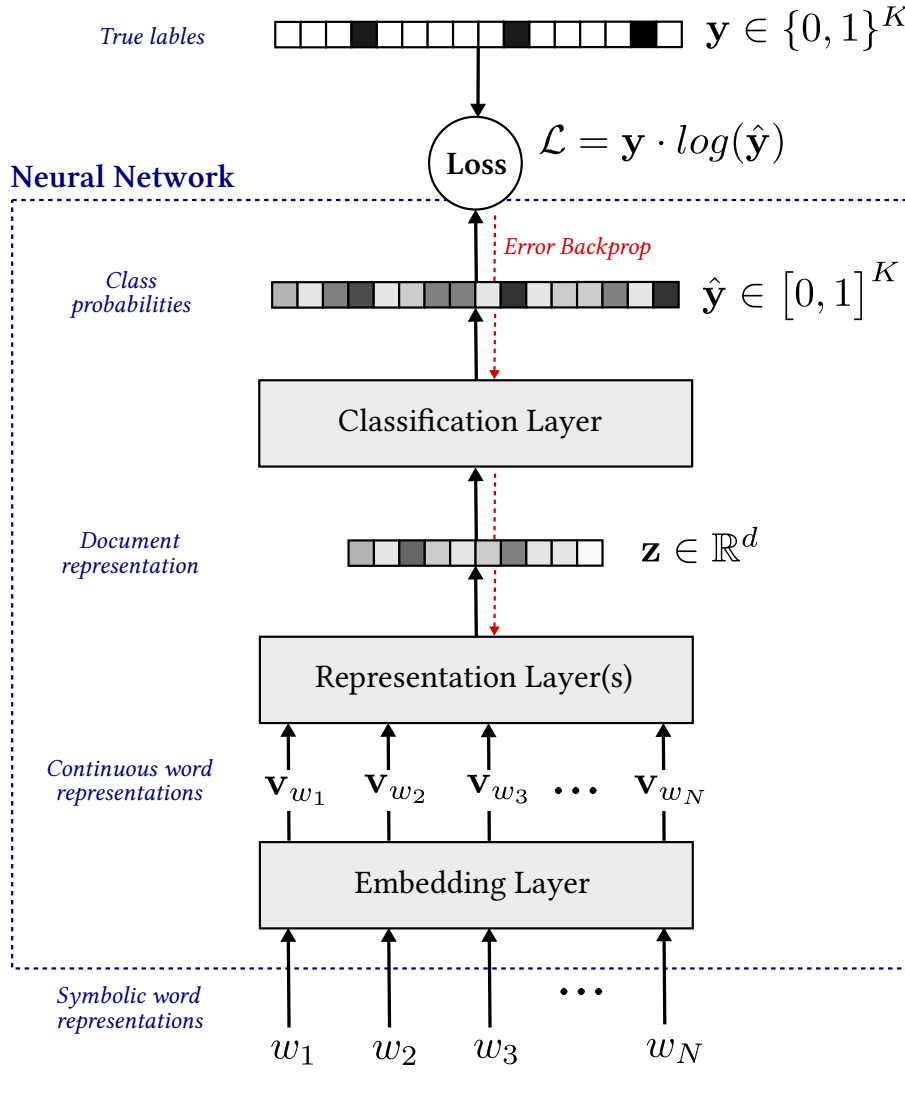 True lables
𝐲 ∈ {0, 1}^K
Loss
ℒ = 𝐲 · log(𝐲̂)
Neural Network
Error Backprop
Class
probabilities
𝐲̂ ∈ [0, 1]^K
Classification Layer
Document
representation
𝐳 ∈ ℝ^d
Representation Layer(s)
Continuous word
representations
𝐯_{w_1} 𝐯_{w_2} 𝐯_{w_3} ... 𝐯_{w_N}
Embedding Layer
Symbolic word
representations
...
w_1 w_2 w_3 w_N